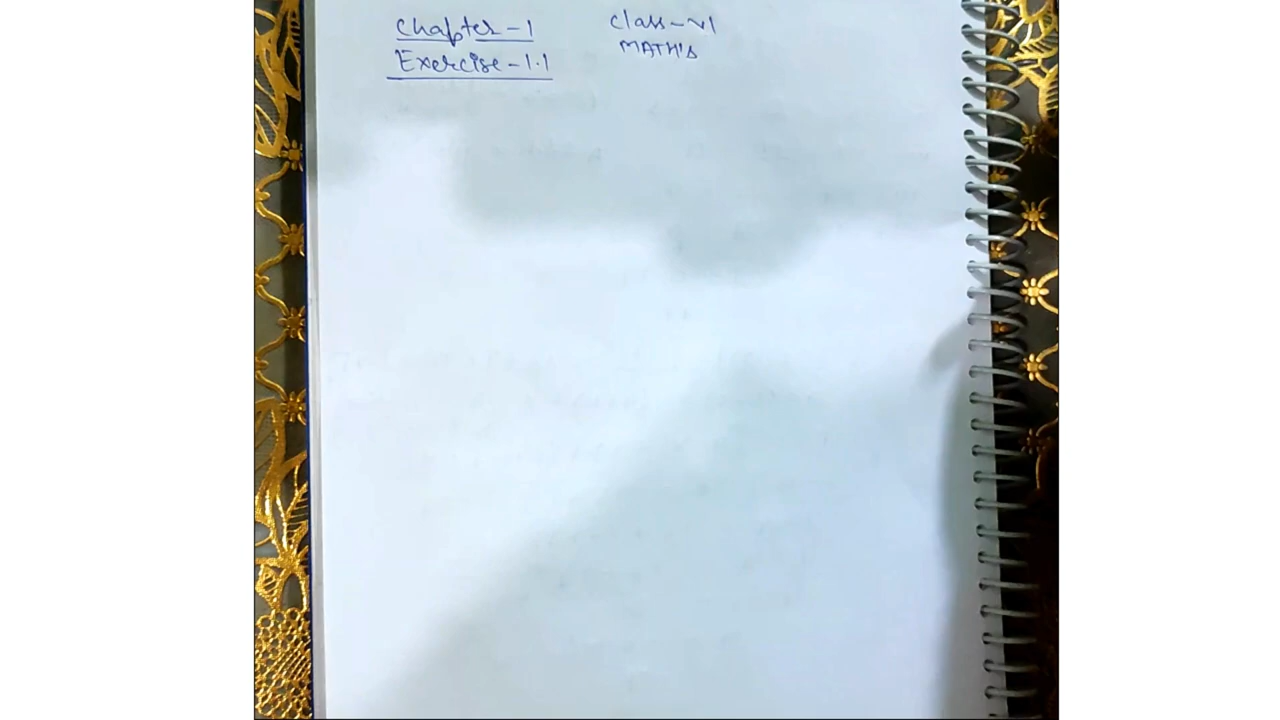 Chapter - 1
Class - VI
MATH'S
Exercise - 1.1